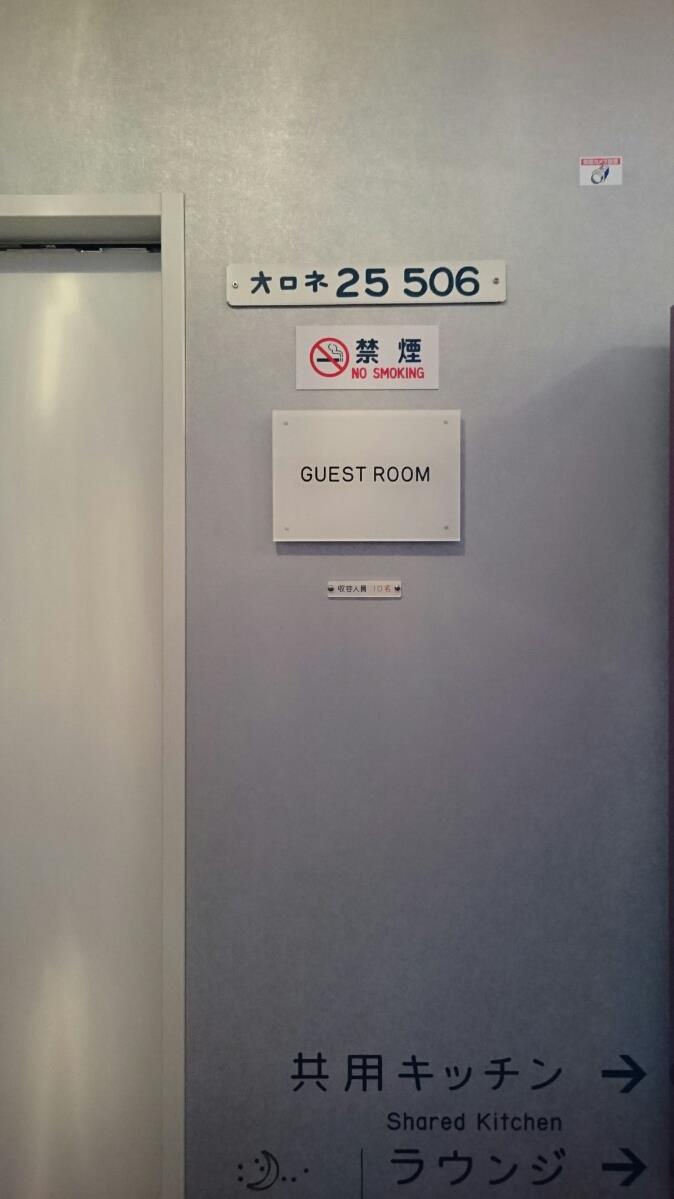 オロネ25 506
禁煙
NO SMOKING
GUEST ROOM
収容人員 10名
共用キッチン →
Shared Kitchen
ラウンジ →